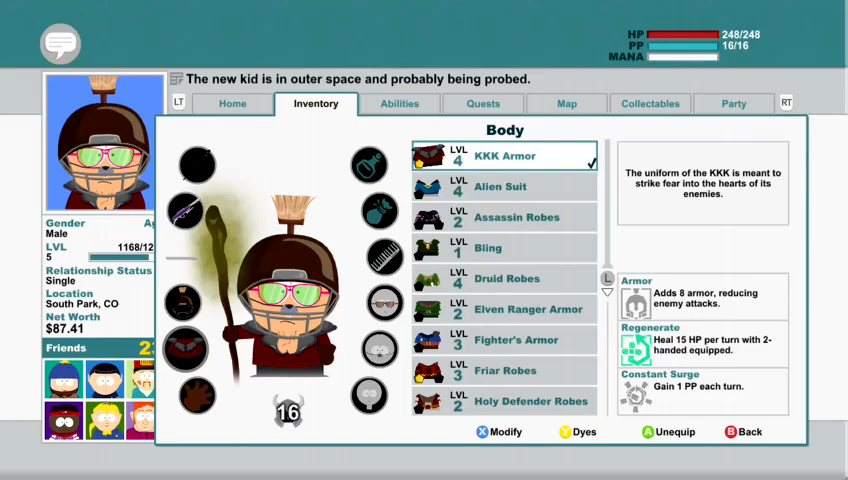 HP 248/248
PP 16/16
MANA
The new kid is in outer space and probably being probed.
LT Home Inventory Abilities Quests Map Collectables Party RT
Body
Gender
Male
LVL 1168/12
5
Relationship Status
Single
Location
South Park, CO
Net Worth
$87.41
Friends
16
LVL 4 KKK Armor
LVL 4 Alien Suit
LVL 2 Assassin Robes
LVL 1 Bling
LVL 4 Druid Robes
LVL 2 Elven Ranger Armor
LVL 3 Fighter's Armor
LVL 3 Friar Robes
LVL 2 Holy Defender Robes
L
The uniform of the KKK is meant to
strike fear into the hearts of its
enemies.
Armor
Adds 8 armor, reducing
enemy attacks.
Regenerate
Heal 15 HP per turn with 2-
handed equipped.
Constant Surge
Gain 1 PP each turn.
X Modify Y Dyes A Unequip B Back